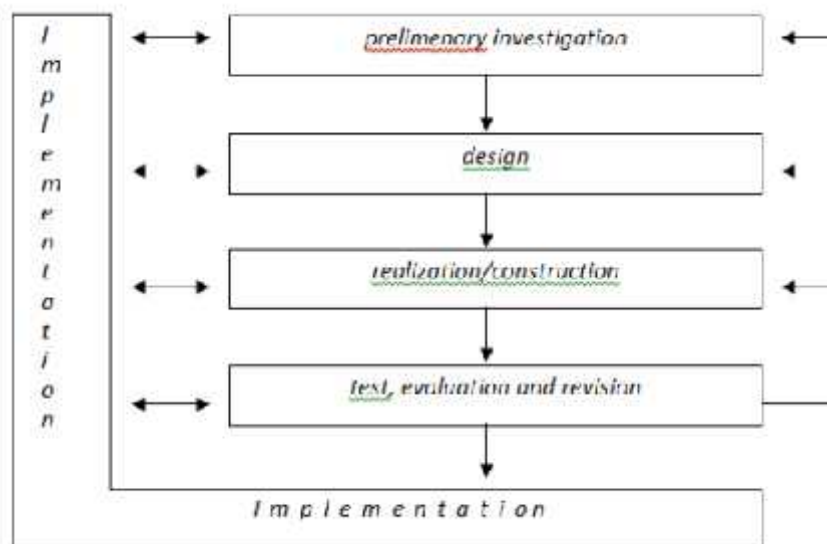 Implementation
prelimenary investigation
design
realization/construction
test, evaluation and revision
Implementation